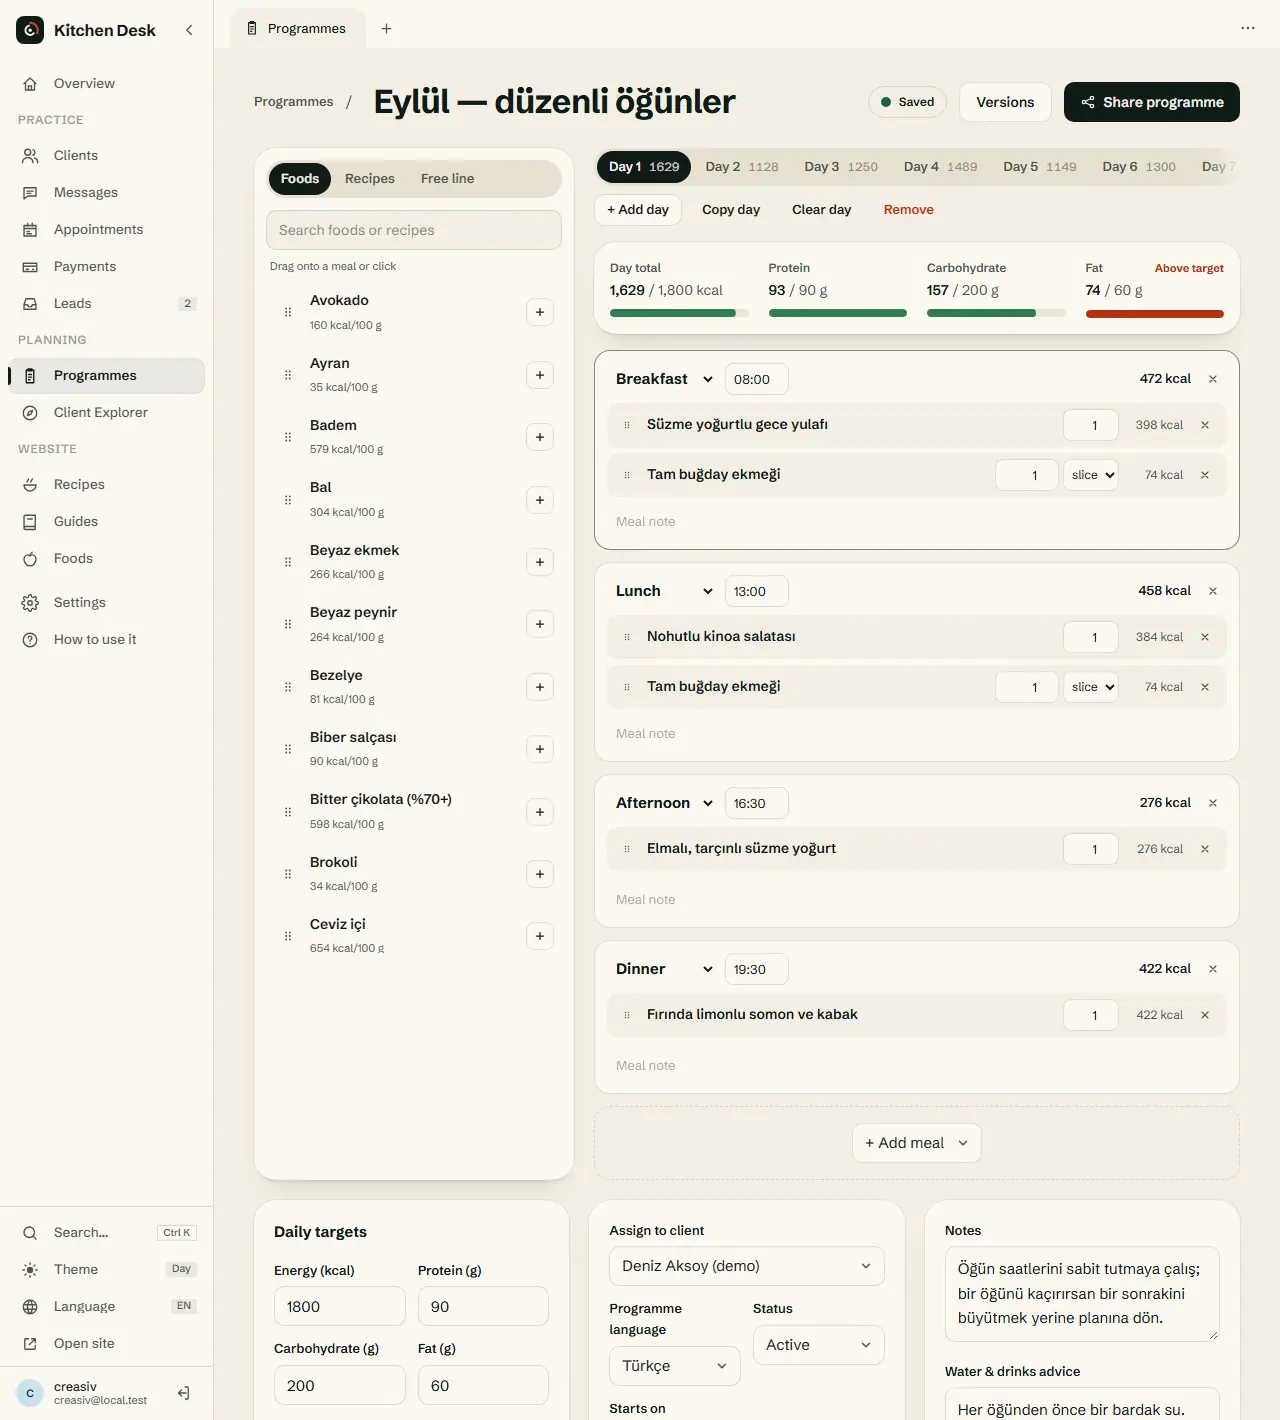 Kitchen Desk
Overview
PRACTICE
Clients
Messages
Appointments
Payments
Leads 2
PLANNING
Programmes
Client Explorer
WEBSITE
Recipes
Guides
Foods
Settings
How to use it
Search... Ctrl K
Theme Day
Language EN
Open site
C creasiv
creasiv@local.test
Programmes +
Programmes / Eylül — düzenli öğünler
Saved Versions Share programme
Foods Recipes Free line
Search foods or recipes
Drag onto a meal or click
Avokado
160 kcal/100 g
Ayran
35 kcal/100 g
Badem
579 kcal/100 g
Bal
304 kcal/100 g
Beyaz ekmek
266 kcal/100 g
Beyaz peynir
264 kcal/100 g
Bezelye
81 kcal/100 g
Biber salçası
90 kcal/100 g
Bitter çikolata (%70+)
598 kcal/100 g
Brokoli
34 kcal/100 g
Ceviz içi
654 kcal/100 g
Day 1 1629 Day 2 1128 Day 3 1250 Day 4 1489 Day 5 1149 Day 6 1300 Day 7
+ Add day Copy day Clear day Remove
Day total Protein Carbohydrate Fat Above target
1,629 / 1,800 kcal 93 / 90 g 157 / 200 g 74 / 60 g
Breakfast 08:00 472 kcal ×
Süzme yoğurtlu gece yulafı 1 398 kcal ×
Tam buğday ekmeği 1 slice 74 kcal ×
Meal note
Lunch 13:00 458 kcal ×
Nohutlu kinoa salatası 1 384 kcal ×
Tam buğday ekmeği 1 slice 74 kcal ×
Meal note
Afternoon 16:30 276 kcal ×
Elmalı, tarçınlı süzme yoğurt 1 276 kcal ×
Meal note
Dinner 19:30 422 kcal ×
Fırında limonlu somon ve kabak 1 422 kcal ×
Meal note
+ Add meal
Daily targets
Energy (kcal) Protein (g)
1800 90
Carbohydrate (g) Fat (g)
200 60
Assign to client
Deniz Aksoy (demo)
Programme language Status
Türkçe Active
Starts on
Notes
Öğün saatlerini sabit tutmaya çalış;
bir öğünü kaçırırsan bir sonrakini
büyütmek yerine planına dön.
Water & drinks advice
Her öğünden önce bir bardak su.